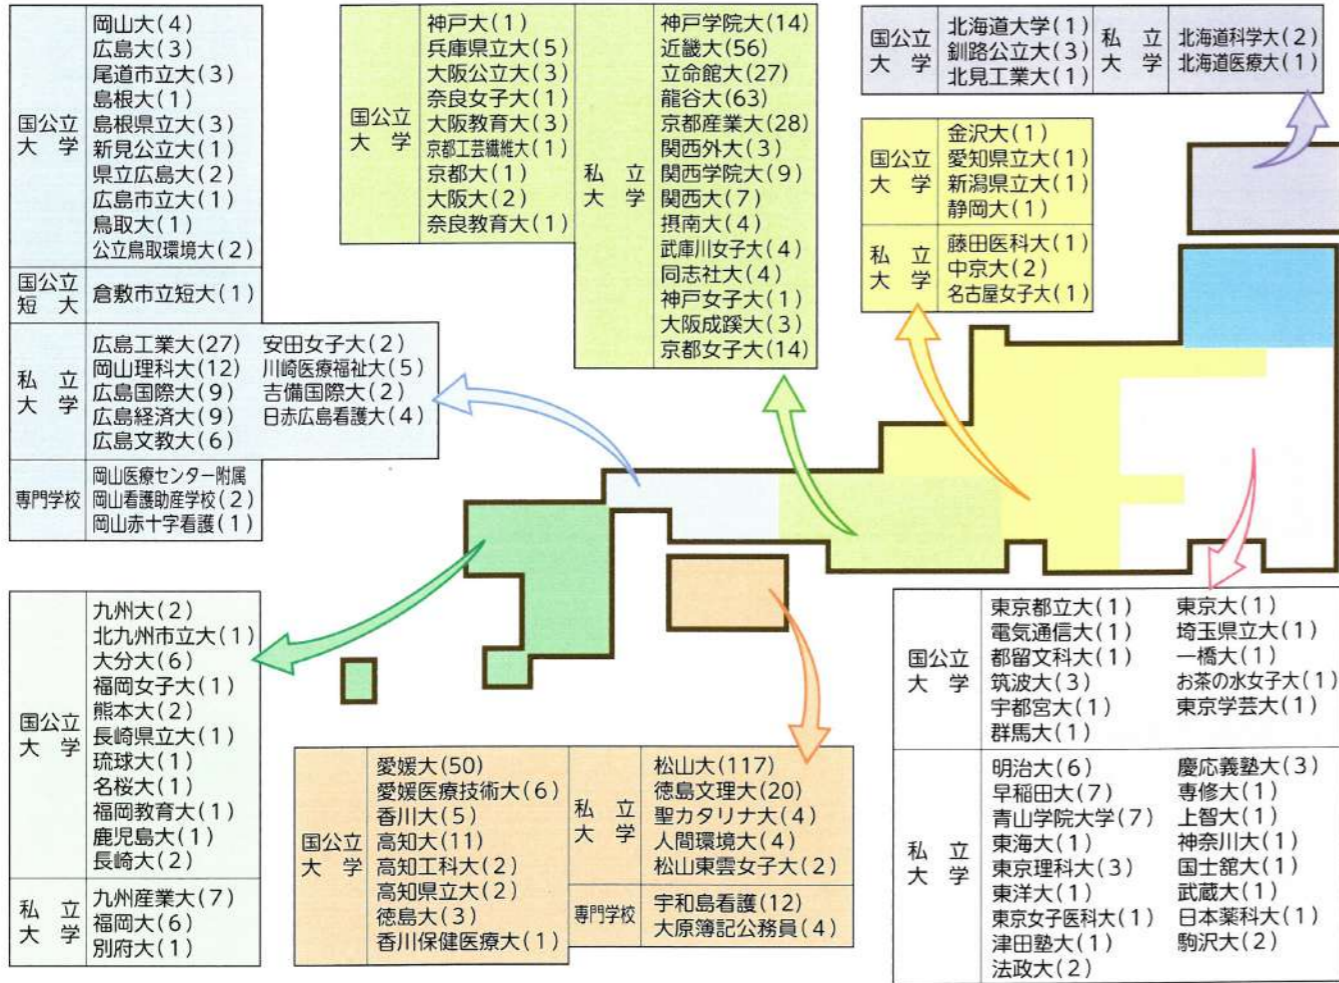 国公立
大 学
岡山大(4)
広島大(3)
尾道市立大(3)
島根大(1)
島根県立大(3)
新見公立大(1)
県立広島大(2)
広島市立大(1)
鳥取大(1)
公立鳥取環境大(2)
国公立
短 大
倉敷市立短大(1)
私 立
大 学
広島工業大(27) 安田女子大(2)
岡山理科大(12) 川崎医療福祉大(5)
広島国際大(9) 吉備国際大(2)
広島経済大(9) 日赤広島看護大(4)
広島文教大(6)
専門学校
岡山医療センター附属
岡山看護助産学校(2)
岡山赤十字看護(1)
国公立
大 学
神戸大(1)
兵庫県立大(5)
大阪公立大(3)
奈良女子大(1)
大阪教育大(3)
京都工芸繊維大(1)
京都大(1)
大阪大(2)
奈良教育大(1)
私 立
大 学
神戸学院大(14)
近畿大(56)
立命館大(27)
龍谷大(63)
京都産業大(28)
関西外大(3)
関西学院大(9)
関西大(7)
摂南大(4)
武庫川女子大(4)
同志社大(4)
神戸女子大(1)
大阪成蹊大(3)
京都女子大(14)
国公立
大 学
北海道大学(1)
釧路公立大(3)
北見工業大(1)
私 立
大 学
北海道科学大(2)
北海道医療大(1)
国公立
大 学
金沢大(1)
愛知県立大(1)
新潟県立大(1)
静岡大(1)
私 立
大 学
藤田医科大(1)
中京大(2)
名古屋女子大(1)
国公立
大 学
九州大(2)
北九州市立大(1)
大分大(6)
福岡女子大(1)
熊本大(2)
長崎県立大(1)
琉球大(1)
名桜大(1)
福岡教育大(1)
鹿児島大(1)
長崎大(2)
私 立
大 学
九州産業大(7)
福岡大(6)
別府大(1)
国公立
大 学
愛媛大(50)
愛媛医療技術大(6)
香川大(5)
高知大(11)
高知工科大(2)
高知県立大(2)
徳島大(3)
香川保健医療大(1)
私 立
大 学
松山大(117)
徳島文理大(20)
聖カタリナ大(4)
人間環境大(4)
松山東雲女子大(2)
専門学校
宇和島看護(12)
大原簿記公務員(4)
国公立
大 学
東京都立大(1) 東京大(1)
電気通信大(1) 埼玉県立大(1)
都留文科大(1) 一橋大(1)
筑波大(3) お茶の水女子大(1)
宇都宮大(1) 東京学芸大(1)
群馬大(1)
私 立
大 学
明治大(6) 慶応義塾大(3)
早稲田大(7) 専修大(1)
青山学院大学(7) 上智大(1)
東海大(1) 神奈川大(1)
東京理科大(3) 国士舘大(1)
東洋大(1) 武蔵大(1)
東京女子医科大(1) 日本薬科大(1)
津田塾大(1) 駒沢大(2)
法政大(2)